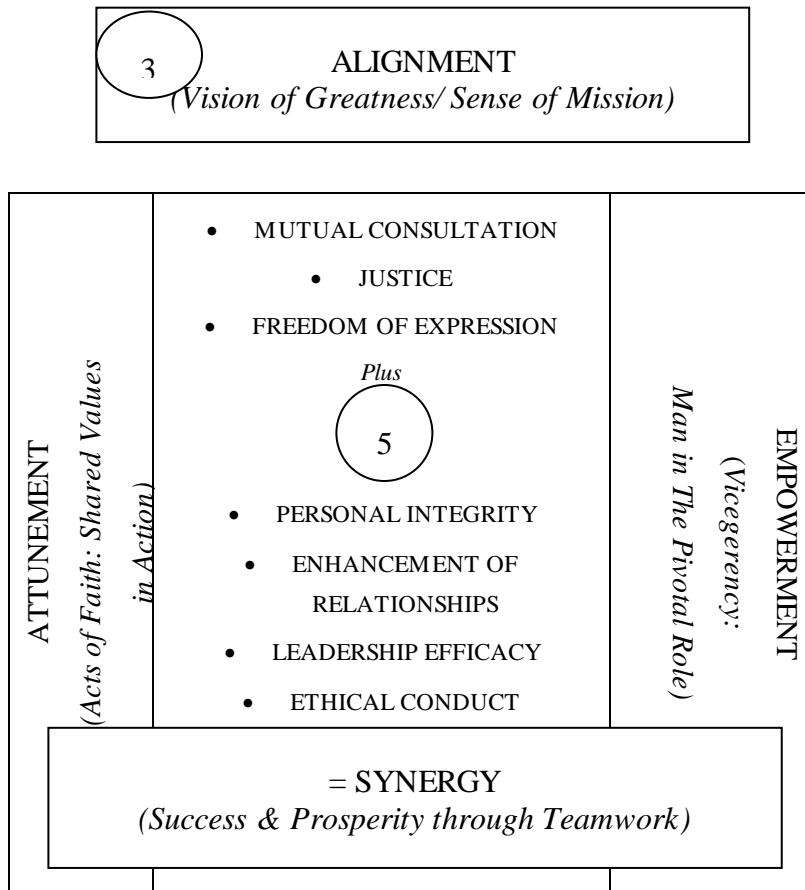 3
ALIGNMENT
(Vision of Greatness/ Sense of Mission)
ATTUNEMENT
(Acts of Faith: Shared Values
in Action)
• MUTUAL CONSULTATION
• JUSTICE
• FREEDOM OF EXPRESSION
Plus
5
• PERSONAL INTEGRITY
• ENHANCEMENT OF
RELATIONSHIPS
• LEADERSHIP EFFICACY
• ETHICAL CONDUCT
EMPOWERMENT
(Vicegerency:
Man in The Pivotal Role)
= SYNERGY
(Success & Prosperity through Teamwork)